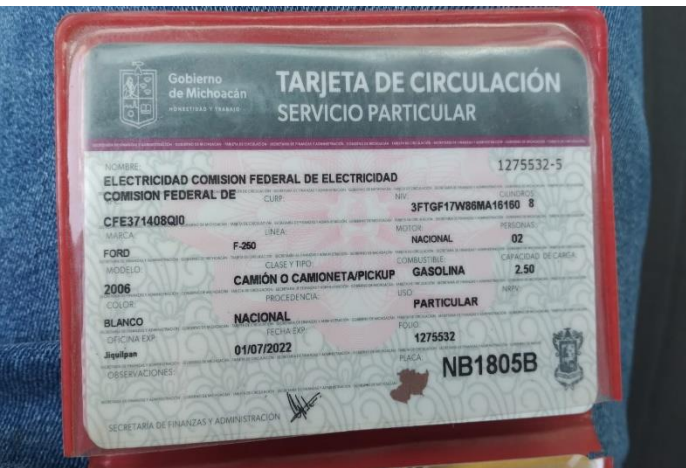 Gobierno
de Michoacán
HONESTIDAD Y TRABAJO
TARJETA DE CIRCULACIÓN
SERVICIO PARTICULAR
NOMBRE: 1275532-5
ELECTRICIDAD COMISION FEDERAL DE ELECTRICIDAD
COMISION FEDERAL DE
CURP: NIV: CILINDROS:
CFE371408QI0 3FTGF17W86MA16160 8
MARCA: LINEA: MOTOR: PERSONAS:
FORD F-250 NACIONAL 02
MODELO: CLASE Y TIPO: COMBUSTIBLE: CAPACIDAD DE CARGA:
2006 CAMIÓN O CAMIONETA/PICKUP GASOLINA 2.50
COLOR: PROCEDENCIA: USO: NRPV:
BLANCO NACIONAL PARTICULAR
OFICINA EXP: FECHA EXP: FOLIO:
Jiquilpan 01/07/2022 1275532
OBSERVACIONES: PLACA:
NB1805B
SECRETARIA DE FINANZAS Y ADMINISTRACION